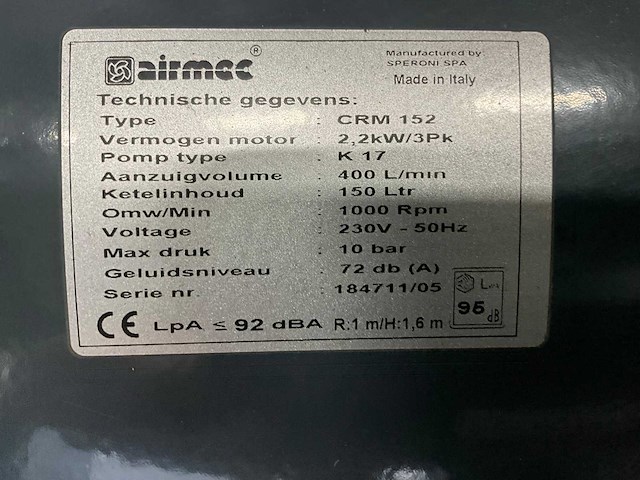 airmec ®
Manufactured by:
SPERONI SPA
Made in Italy
Technische gegevens:
Type : CRM 152
Vermogen motor : 2,2kW/3Pk
Pomp type : K 17
Aanzuigvolume : 400 L/min
Ketelinhoud : 150 Ltr
Omw/Min : 1000 Rpm
Voltage : 230V - 50Hz
Max druk : 10 bar
Geluidsniveau : 72 db (A)
Serie nr. : 184711/05
CE LpA ≤ 92 dBA R:1 m/H:1,6 m
95
dB